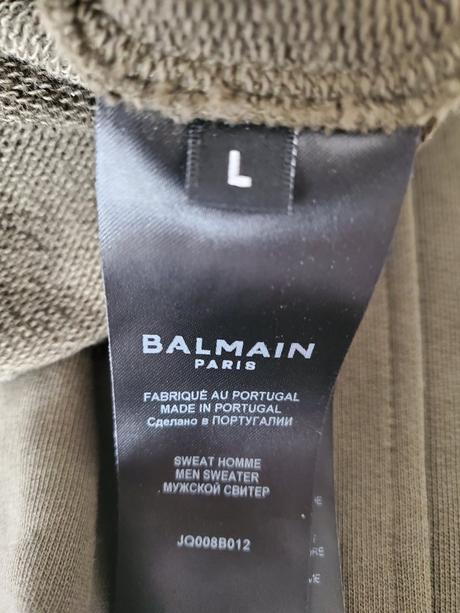 L
BALMAIN
PARIS
FABRIQUÉ AU PORTUGAL
MADE IN PORTUGAL
Сделано в ПОРТУГАЛИИ
SWEAT HOMME
MEN SWEATER
МУЖСКОЙ СВИТЕР
JQ008B012